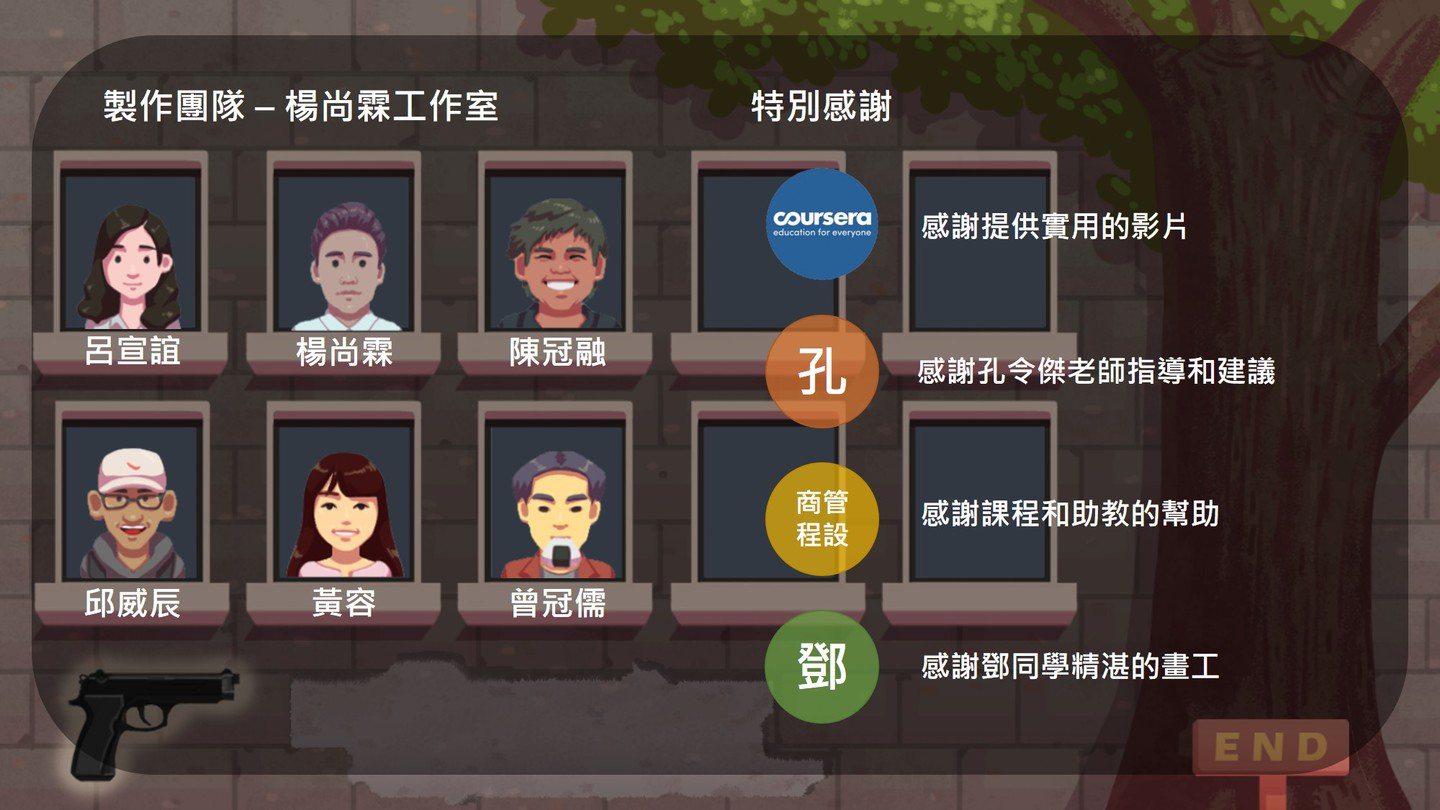 製作團隊 – 楊尚霖工作室
呂宣誼
楊尚霖
陳冠融
邱威辰
黃容
曾冠儒
特別感謝
coursera
education for everyone
感謝提供實用的影片
孔
感謝孔令傑老師指導和建議
商管
程設
感謝課程和助教的幫助
鄧
感謝鄧同學精湛的畫工
END